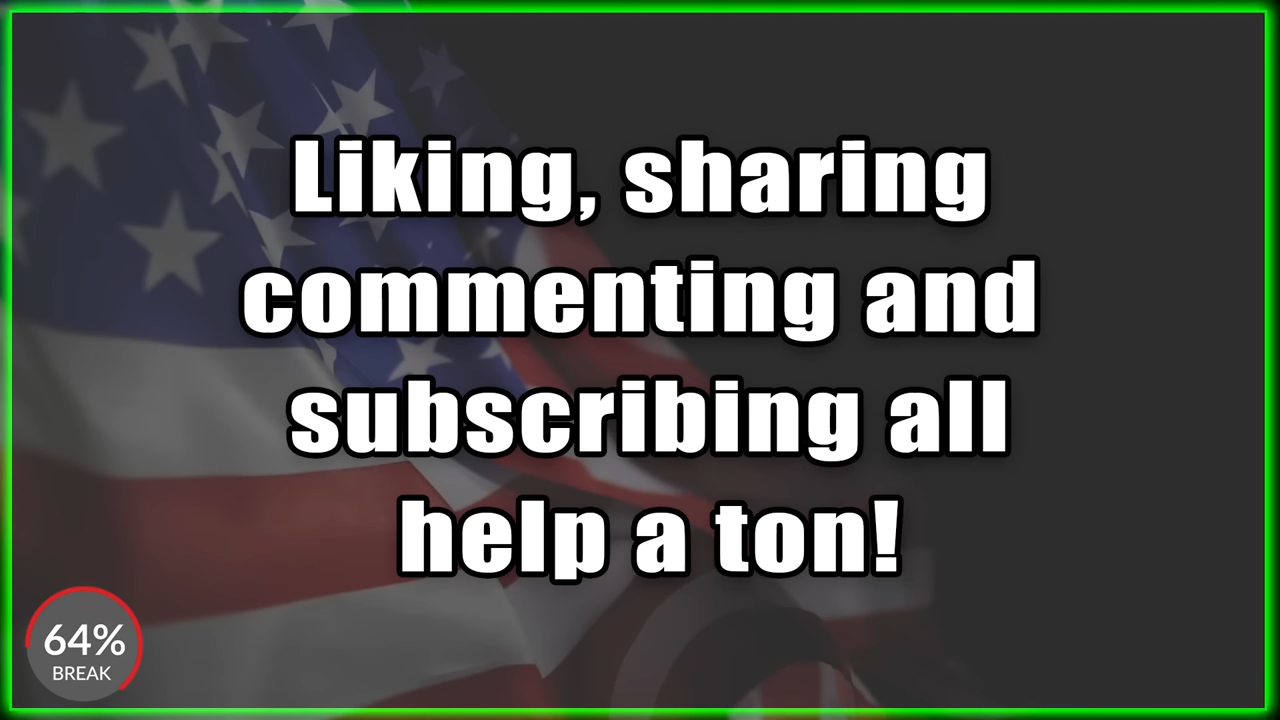 Liking, sharing
commenting and
subscribing all
help a ton!
64%
BREAK